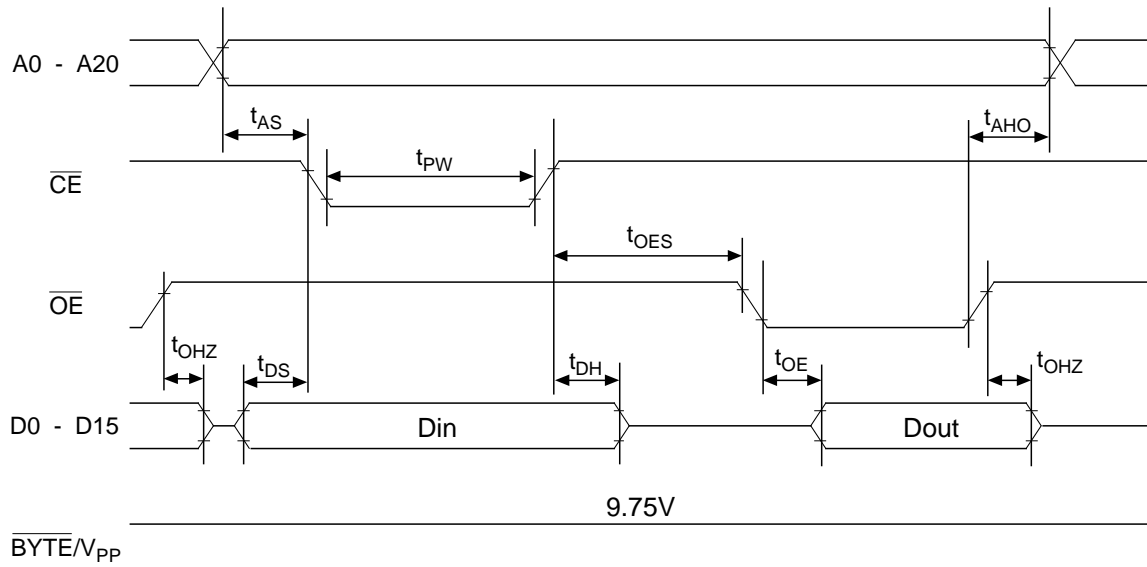 A0 - A20
tAS
tAHO
CE
tPW
tOES
OE
tOHZ
tDS
tDH
tOE
tOHZ
D0 - D15
Din
Dout
9.75V
BYTE/VPP